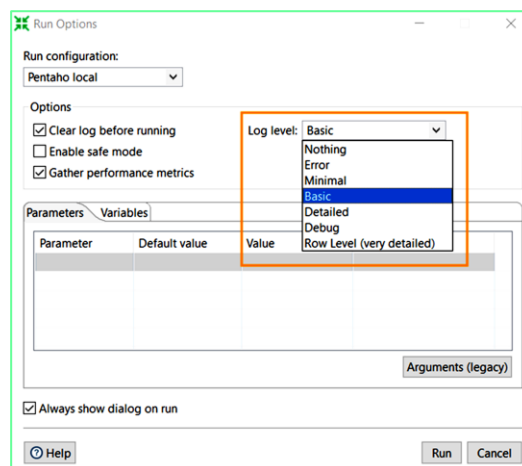 Run Options
Run configuration:
Pentaho local
Options
Clear log before running
Log level: Basic
Nothing
Enable safe mode
Error
Gather performance metrics
Minimal
Basic
Detailed
Debug
Row Level (very detailed)
Parameters Variables
Parameter Default value Value
Arguments (legacy)
Always show dialog on run
Help Run Cancel